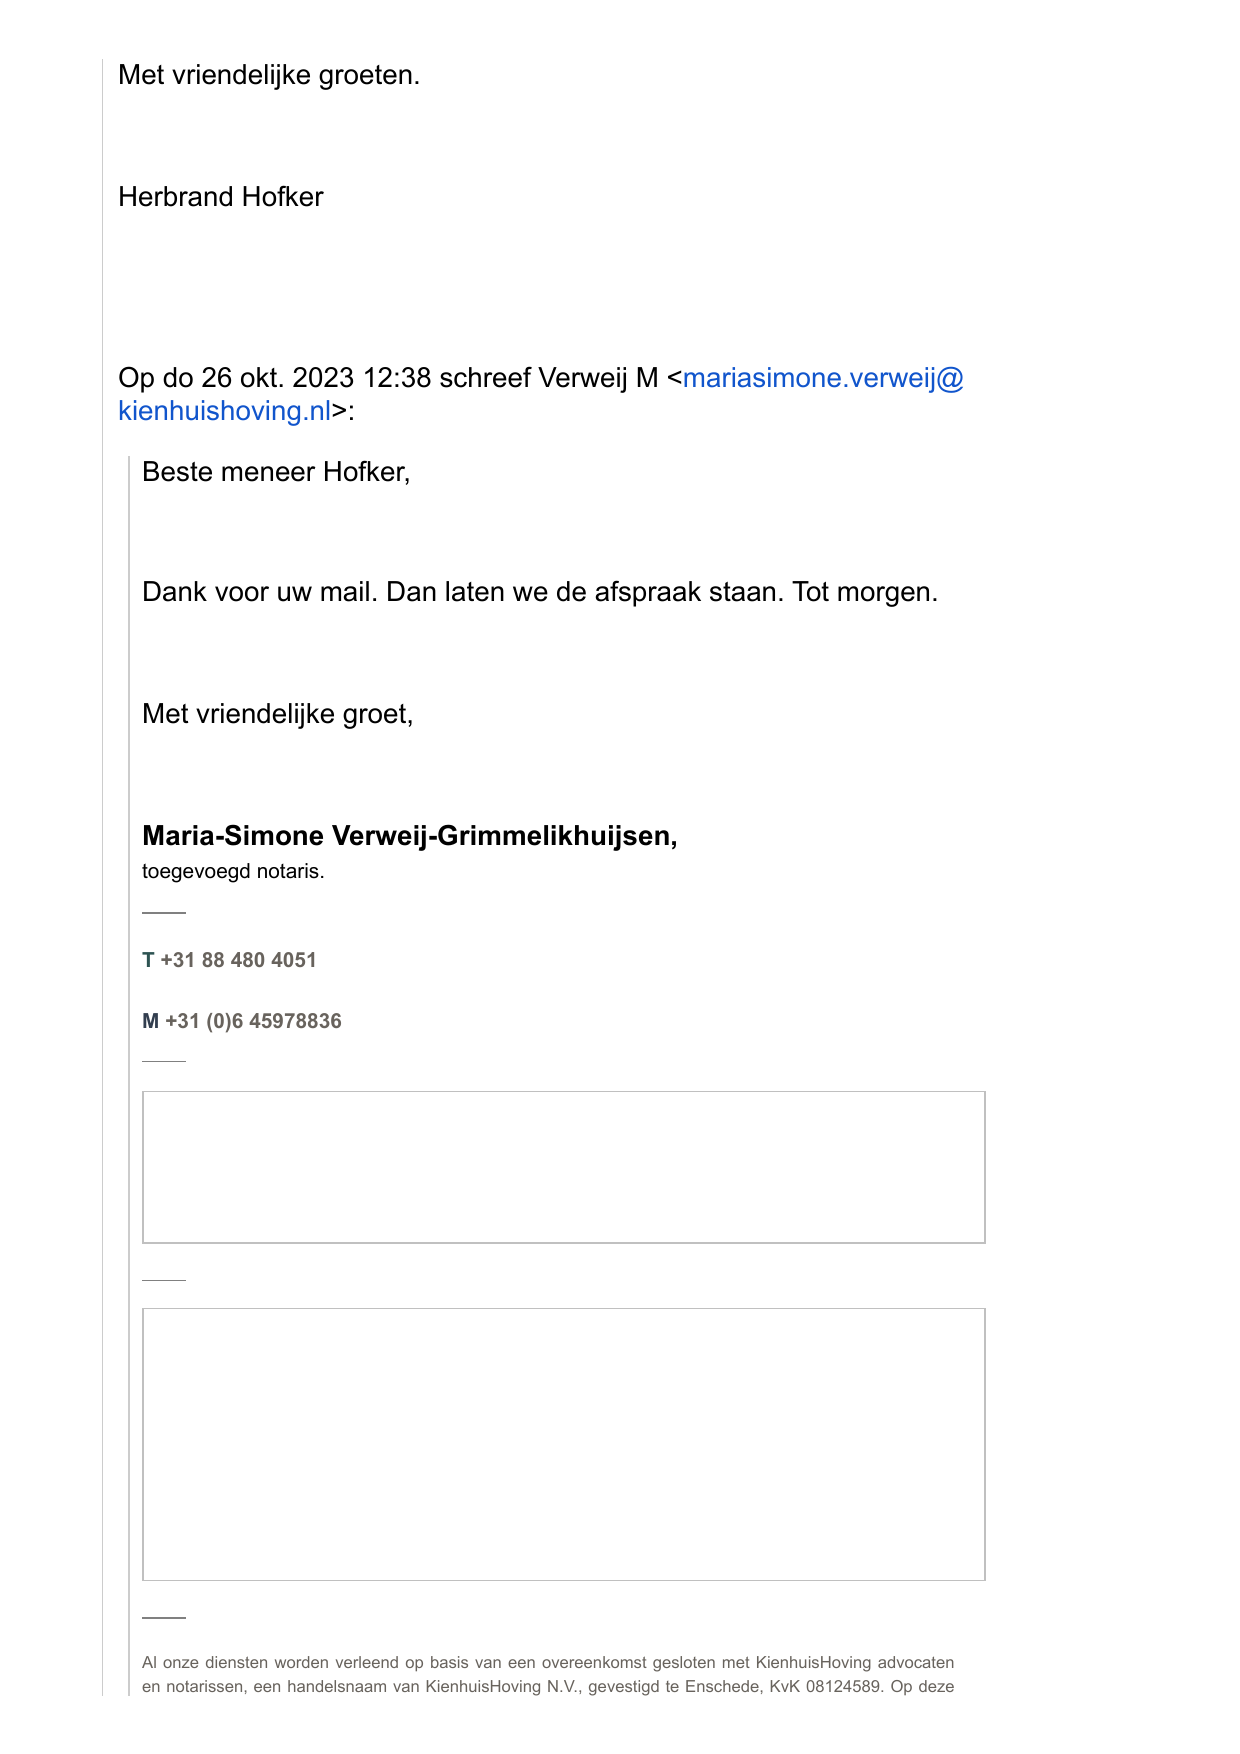 Met vriendelijke groeten.
Herbrand Hofker
Op do 26 okt. 2023 12:38 schreef Verweij M <mariasimone.verweij@
kienhuishoving.nl>:
Beste meneer Hofker,
Dank voor uw mail. Dan laten we de afspraak staan. Tot morgen.
Met vriendelijke groet,
Maria-Simone Verweij-Grimmelikhuijsen,
toegevoegd notaris.
T +31 88 480 4051
M +31 (0)6 45978836
Al onze diensten worden verleend op basis van een overeenkomst gesloten met KienhuisHoving advocaten
en notarissen, een handelsnaam van KienhuisHoving N.V., gevestigd te Enschede, KvK 08124589. Op deze